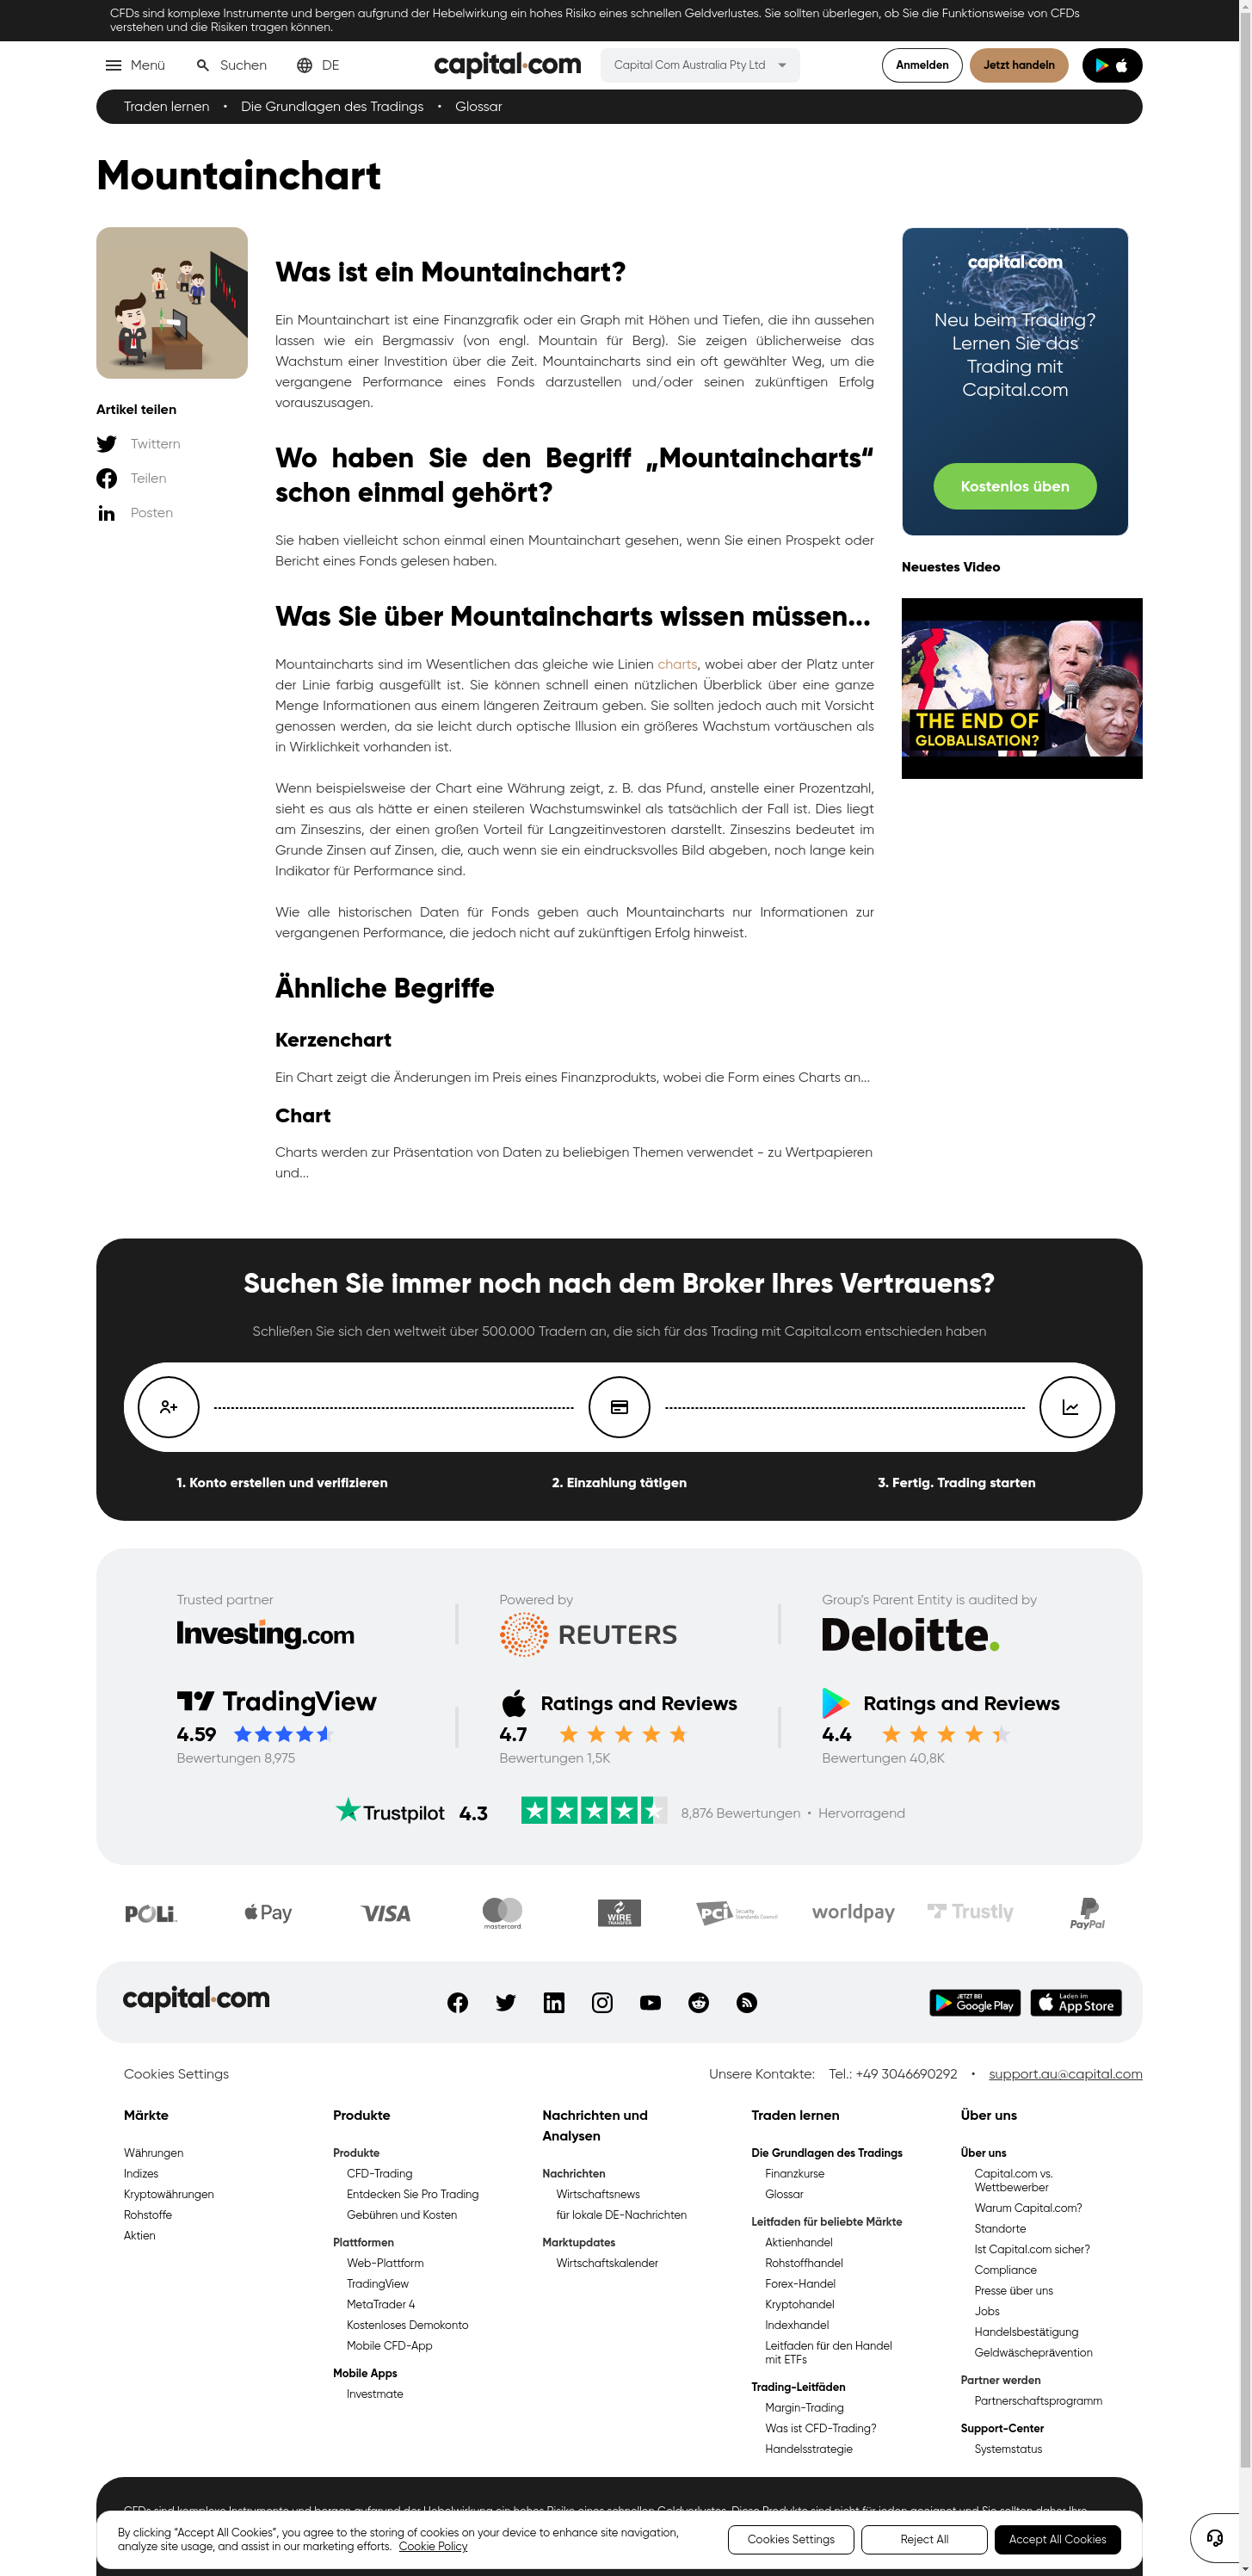 CFDs sind komplexe Instrumente und bergen aufgrund der Hebelwirkung ein hohes Risiko eines schnellen Geldverlustes. Sie sollten überlegen, ob Sie die Funktionsweise von CFDs
verstehen und die Risiken tragen können.
Menü Suchen DE capital.com Capital Com Australia Pty Ltd Anmelden Jetzt handeln
Traden lernen • Die Grundlagen des Tradings • Glossar
Mountainchart
Artikel teilen
Twittern
Teilen
Posten
Was ist ein Mountainchart?
Ein Mountainchart ist eine Finanzgrafik oder ein Graph mit Höhen und Tiefen, die ihn aussehen
lassen wie ein Bergmassiv (von engl. Mountain für Berg). Sie zeigen üblicherweise das
Wachstum einer Investition über die Zeit. Mountaincharts sind ein oft gewählter Weg, um die
vergangene Performance eines Fonds darzustellen und/oder seinen zukünftigen Erfolg
vorauszusagen.
Wo haben Sie den Begriff „Mountaincharts“
schon einmal gehört?
Sie haben vielleicht schon einmal einen Mountainchart gesehen, wenn Sie einen Prospekt oder
Bericht eines Fonds gelesen haben.
Was Sie über Mountaincharts wissen müssen...
Mountaincharts sind im Wesentlichen das gleiche wie Linien charts, wobei aber der Platz unter
der Linie farbig ausgefüllt ist. Sie können schnell einen nützlichen Überblick über eine ganze
Menge Informationen aus einem längeren Zeitraum geben. Sie sollten jedoch auch mit Vorsicht
genossen werden, da sie leicht durch optische Illusion ein größeres Wachstum vortäuschen als
in Wirklichkeit vorhanden ist.
Wenn beispielsweise der Chart eine Währung zeigt, z. B. das Pfund, anstelle einer Prozentzahl,
sieht es aus als hätte er einen steileren Wachstumswinkel als tatsächlich der Fall ist. Dies liegt
am Zinseszins, der einen großen Vorteil für Langzeitinvestoren darstellt. Zinseszins bedeutet im
Grunde Zinsen auf Zinsen, die, auch wenn sie ein eindrucksvolles Bild abgeben, noch lange kein
Indikator für Performance sind.
Wie alle historischen Daten für Fonds geben auch Mountaincharts nur Informationen zur
vergangenen Performance, die jedoch nicht auf zukünftigen Erfolg hinweist.
Ähnliche Begriffe
Kerzenchart
Ein Chart zeigt die Änderungen im Preis eines Finanzprodukts, wobei die Form eines Charts an...
Chart
Charts werden zur Präsentation von Daten zu beliebigen Themen verwendet - zu Wertpapieren
und...
capital.com
Neu beim Trading?
Lernen Sie das
Trading mit
Capital.com
Kostenlos üben
Neuestes Video
THE END OF
GLOBALISATION?
Suchen Sie immer noch nach dem Broker Ihres Vertrauens?
Schließen Sie sich den weltweit über 500.000 Tradern an, die sich für das Trading mit Capital.com entschieden haben
1. Konto erstellen und verifizieren 2. Einzahlung tätigen 3. Fertig. Trading starten
Trusted partner Powered by Group's Parent Entity is audited by
Investing.com REUTERS Deloitte.
TradingView Ratings and Reviews Ratings and Reviews
4.59 4.7 4.4
Bewertungen 8,975 Bewertungen 1,5K Bewertungen 40,8K
Trustpilot 4.3 8,876 Bewertungen • Hervorragend
POLi Pay VISA mastercard WIRE TRANSFER PCI Security Standards Council worldpay Trustly PayPal
capital.com JETZT BEI Google Play Laden im App Store
Cookies Settings Unsere Kontakte: Tel.: +49 3046690292 • support.au@capital.com
Märkte
Währungen
Indizes
Kryptowährungen
Rohstoffe
Aktien
Produkte
Produkte
CFD-Trading
Entdecken Sie Pro Trading
Gebühren und Kosten
Plattformen
Web-Plattform
TradingView
MetaTrader 4
Kostenloses Demokonto
Mobile CFD-App
Mobile Apps
Investmate
Nachrichten und
Analysen
Nachrichten
Wirtschaftsnews
für lokale DE-Nachrichten
Marktupdates
Wirtschaftskalender
Traden lernen
Die Grundlagen des Tradings
Finanzkurse
Glossar
Leitfaden für beliebte Märkte
Aktienhandel
Rohstoffhandel
Forex-Handel
Kryptohandel
Indexhandel
Leitfaden für den Handel
mit ETFs
Trading-Leitfäden
Margin-Trading
Was ist CFD-Trading?
Handelsstrategie
Über uns
Über uns
Capital.com vs.
Wettbewerber
Warum Capital.com?
Standorte
Ist Capital.com sicher?
Compliance
Presse über uns
Jobs
Handelsbestätigung
Geldwäscheprävention
Partner werden
Partnerschaftsprogramm
Support-Center
Systemstatus
By clicking “Accept All Cookies”, you agree to the storing of cookies on your device to enhance site navigation,
analyze site usage, and assist in our marketing efforts. Cookie Policy
Cookies Settings Reject All Accept All Cookies